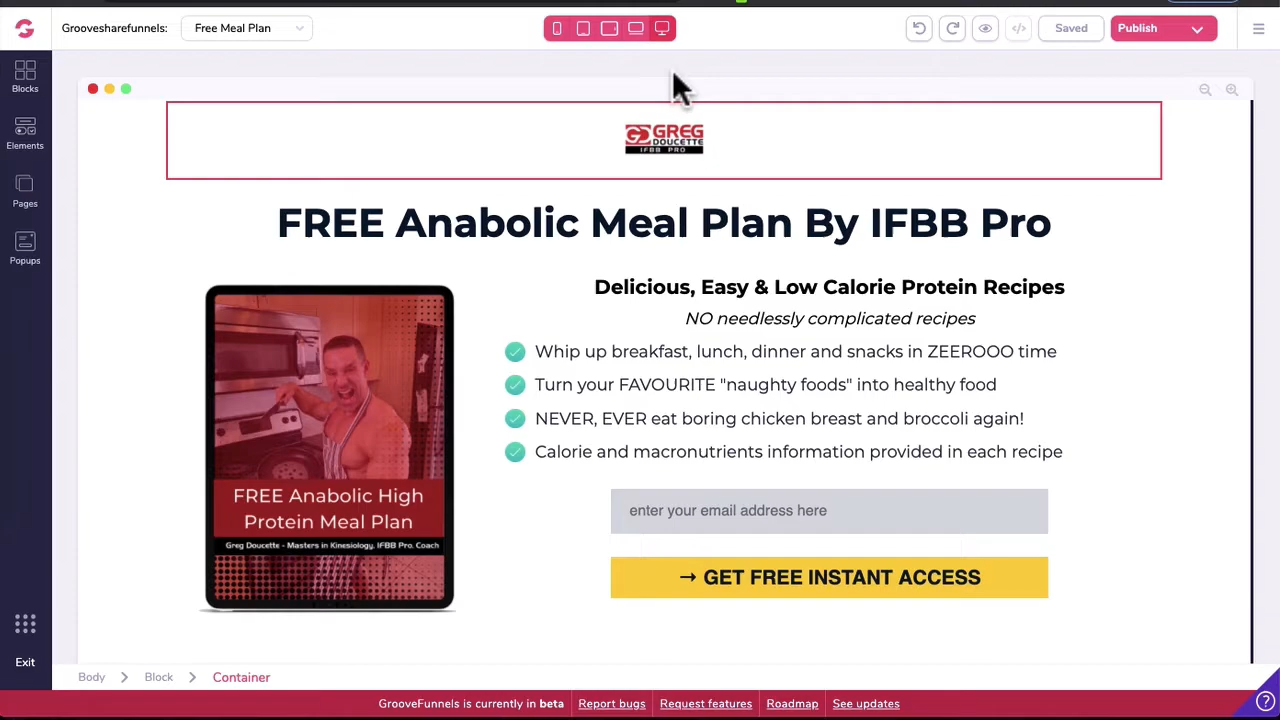 Groovesharefunnels:
Free Meal Plan
Saved
Publish
Blocks
Elements
Pages
Popups
Exit
GREG
DOUCETTE
IFBB PRO
FREE Anabolic Meal Plan By IFBB Pro
Delicious, Easy & Low Calorie Protein Recipes
NO needlessly complicated recipes
Whip up breakfast, lunch, dinner and snacks in ZEEROOO time
Turn your FAVOURITE "naughty foods" into healthy food
NEVER, EVER eat boring chicken breast and broccoli again!
Calorie and macronutrients information provided in each recipe
FREE Anabolic High
Protein Meal Plan
Greg Doucette - Masters in Kinesiology, IFBB Pro, Coach
enter your email address here
→ GET FREE INSTANT ACCESS
Body
Block
Container
GrooveFunnels is currently in beta
Report bugs
Request features
Roadmap
See updates